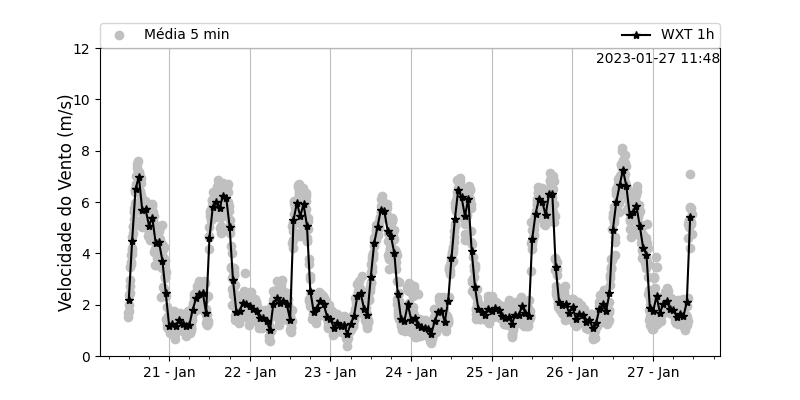 Média 5 min
WXT 1h
2023-01-27 11:48
Velocidade do Vento (m/s)
12
10
8
6
4
2
0
21 - Jan
22 - Jan
23 - Jan
24 - Jan
25 - Jan
26 - Jan
27 - Jan